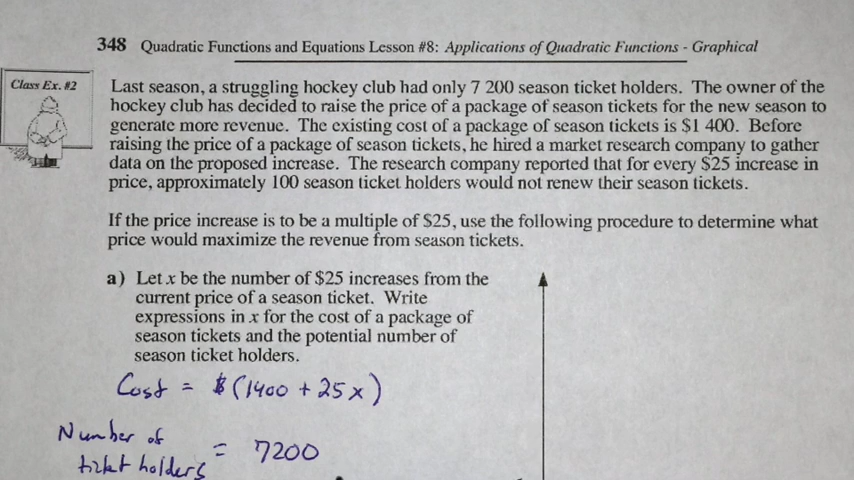 348 Quadratic Functions and Equations Lesson #8: Applications of Quadratic Functions - Graphical
Class Ex. #2
Last season, a struggling hockey club had only 7 200 season ticket holders. The owner of the
hockey club has decided to raise the price of a package of season tickets for the new season to
generate more revenue. The existing cost of a package of season tickets is $1 400. Before
raising the price of a package of season tickets, he hired a market research company to gather
data on the proposed increase. The research company reported that for every $25 increase in
price, approximately 100 season ticket holders would not renew their season tickets.
If the price increase is to be a multiple of $25, use the following procedure to determine what
price would maximize the revenue from season tickets.
a) Let x be the number of $25 increases from the
current price of a season ticket. Write
expressions in x for the cost of a package of
season tickets and the potential number of
season ticket holders.
Cost = $(1400 + 25x)
Number of
ticket holders = 7200